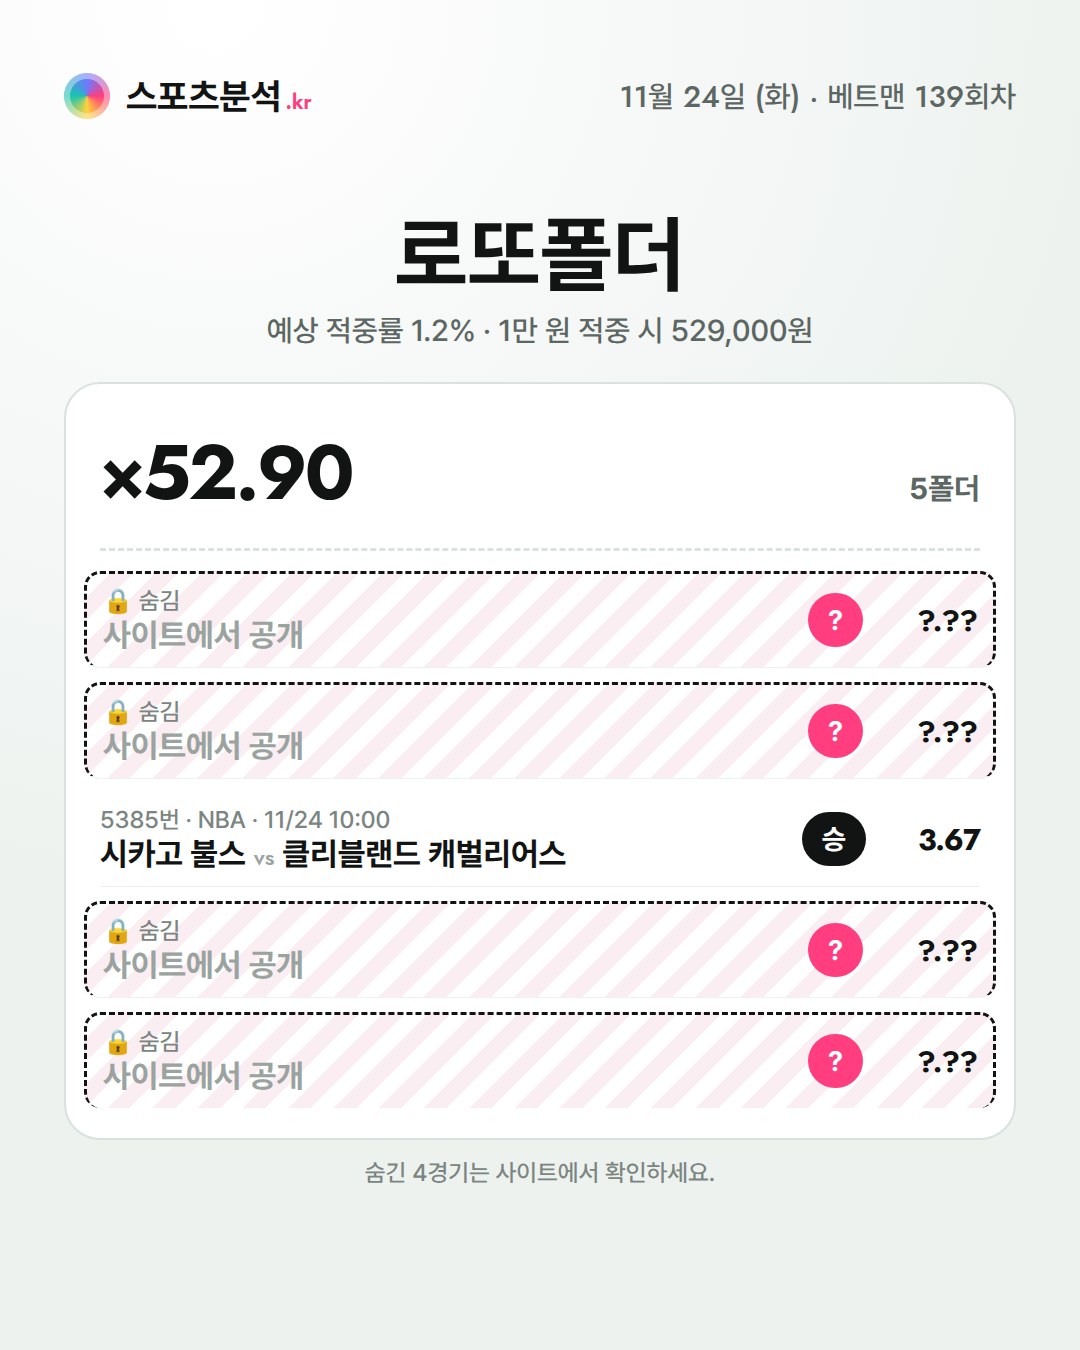 스포츠분석.kr
11월 24일 (화) · 베트맨 139회차
로또폴더
예상 적중률 1.2% · 1만 원 적중 시 529,000원
×52.90
5폴더
🔒 숨김
사이트에서 공개
?
?.??
🔒 숨김
사이트에서 공개
?
?.??
5385번 · NBA · 11/24 10:00
시카고 불스 vs 클리블랜드 캐벌리어스
승
3.67
🔒 숨김
사이트에서 공개
?
?.??
🔒 숨김
사이트에서 공개
?
?.??
숨긴 4경기는 사이트에서 확인하세요.